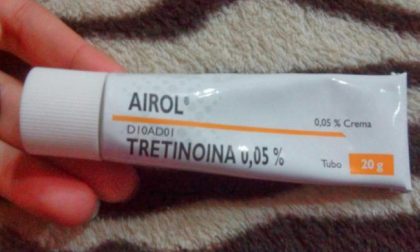 AIROL®
0,05 % Crema
D10AD01
TRETINOINA 0,05 %
Tubo 20 g